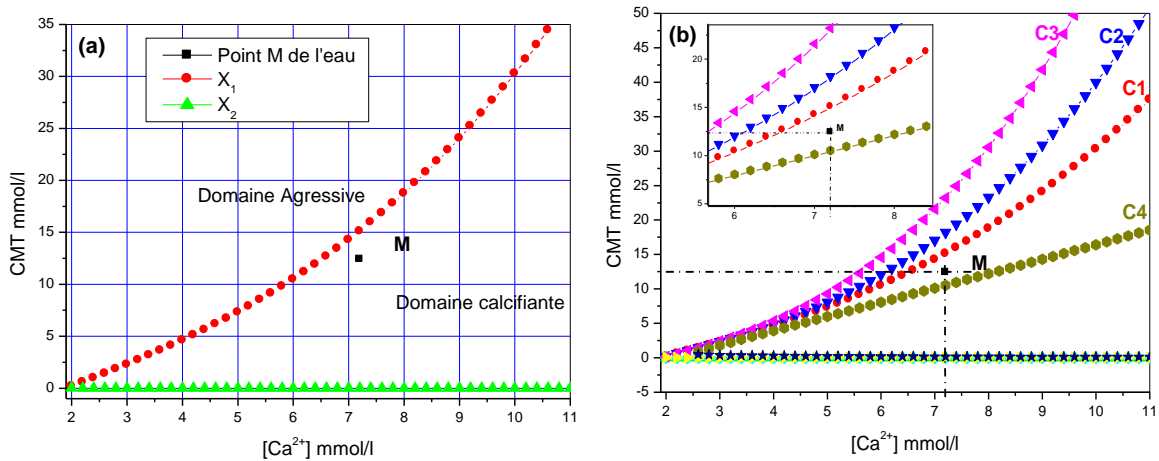 (a)
Point M de l'eau
X1
X2
Domaine Agressive
M
Domaine calcifiante
CMT mmol/l
0
5
10
15
20
25
30
35
2 3 4 5 6 7 8 9 10 11
[Ca2+] mmol/l
(b)
C3
C2
C1
C4
M
M
5
10
15
20
6 7 8
CMT mmol/l
-5
0
5
10
15
20
25
30
35
40
45
50
2 3 4 5 6 7 8 9 10 11
[Ca2+] mmol/l